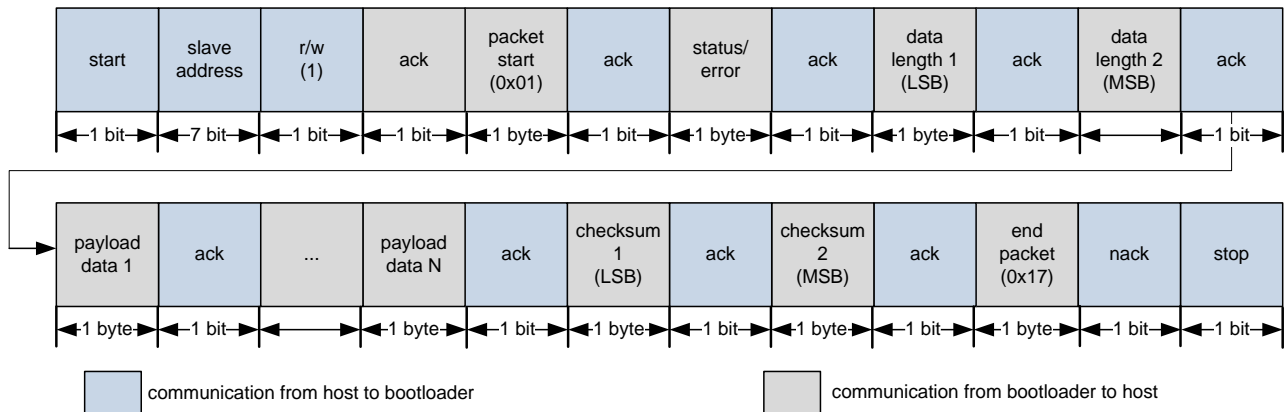 start
slave
address
r/w
(1)
ack
packet
start
(0x01)
ack
status/
error
ack
data
length 1
(LSB)
ack
data
length 2
(MSB)
ack
1 bit
7 bit
1 bit
1 bit
1 byte
1 bit
1 byte
1 bit
1 byte
1 bit
1 bit
payload
data 1
ack
...
payload
data N
ack
checksum
1
(LSB)
ack
checksum
2
(MSB)
ack
end
packet
(0x17)
nack
stop
1 byte
1 bit
1 byte
1 bit
1 byte
1 bit
1 byte
1 bit
1 byte
1 bit
1 bit
communication from host to bootloader
communication from bootloader to host